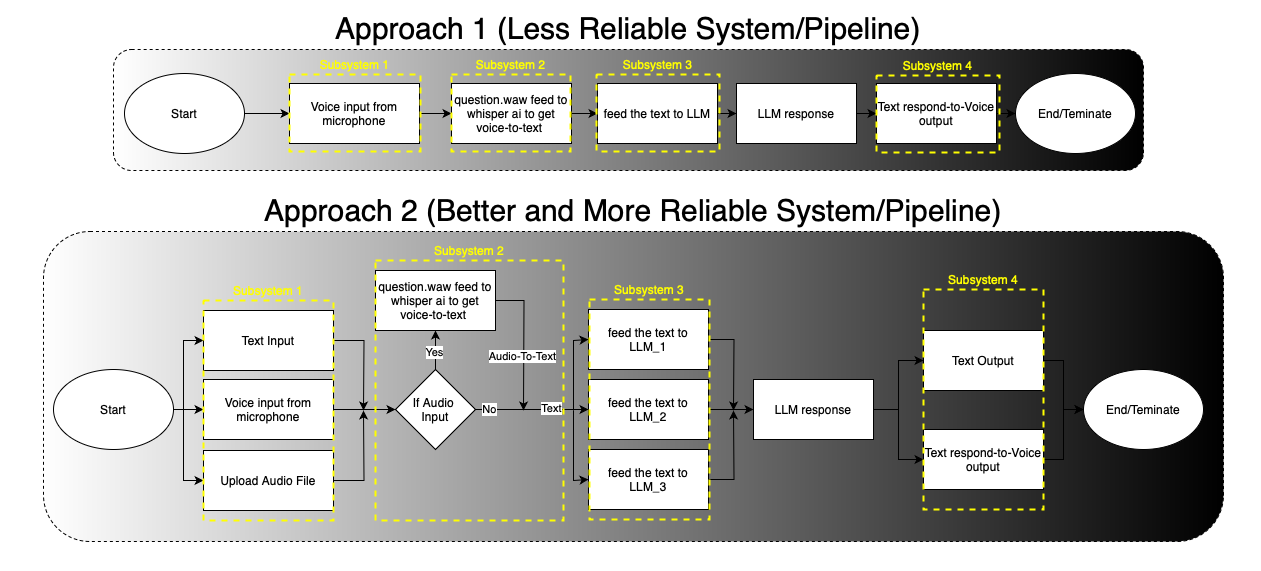 Approach 1 (Less Reliable System/Pipeline)
Subsystem 1
Subsystem 2
Subsystem 3
Subsystem 4
Start
Voice input from
microphone
question.waw feed to
whisper ai to get
voice-to-text
feed the text to LLM
LLM response
Text respond-to-Voice
output
End/Teminate
Approach 2 (Better and More Reliable System/Pipeline)
Subsystem 1
Subsystem 2
Subsystem 3
Subsystem 4
Start
Text Input
Voice input from
microphone
Upload Audio File
question.waw feed to
whisper ai to get
voice-to-text
Yes
Audio-To-Text
If Audio
Input
No
Text
feed the text to
LLM_1
feed the text to
LLM_2
feed the text to
LLM_3
LLM response
Text Output
Text respond-to-Voice
output
End/Teminate